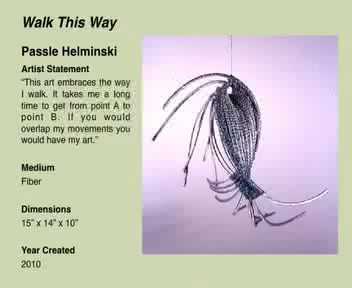 Walk This Way
Passle Helminski
Artist Statement
“This art embraces the way
I walk. It takes me a long
time to get from point A to
point B. If you would
overlap my movements you
would have my art.”
Medium
Fiber
Dimensions
15” x 14” x 10”
Year Created
2010